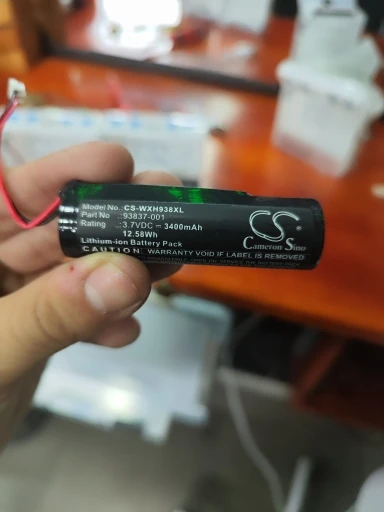 Model No.:CS-WXH938XL
Part No .:93837-001
Rating .:3.7VDC ⎓ 3400mAh
12.58Wh
Lithium-ion Battery Pack
CAUTION: WARRANTY VOID IF LABEL IS REMOVED
CS
Cameron Sino